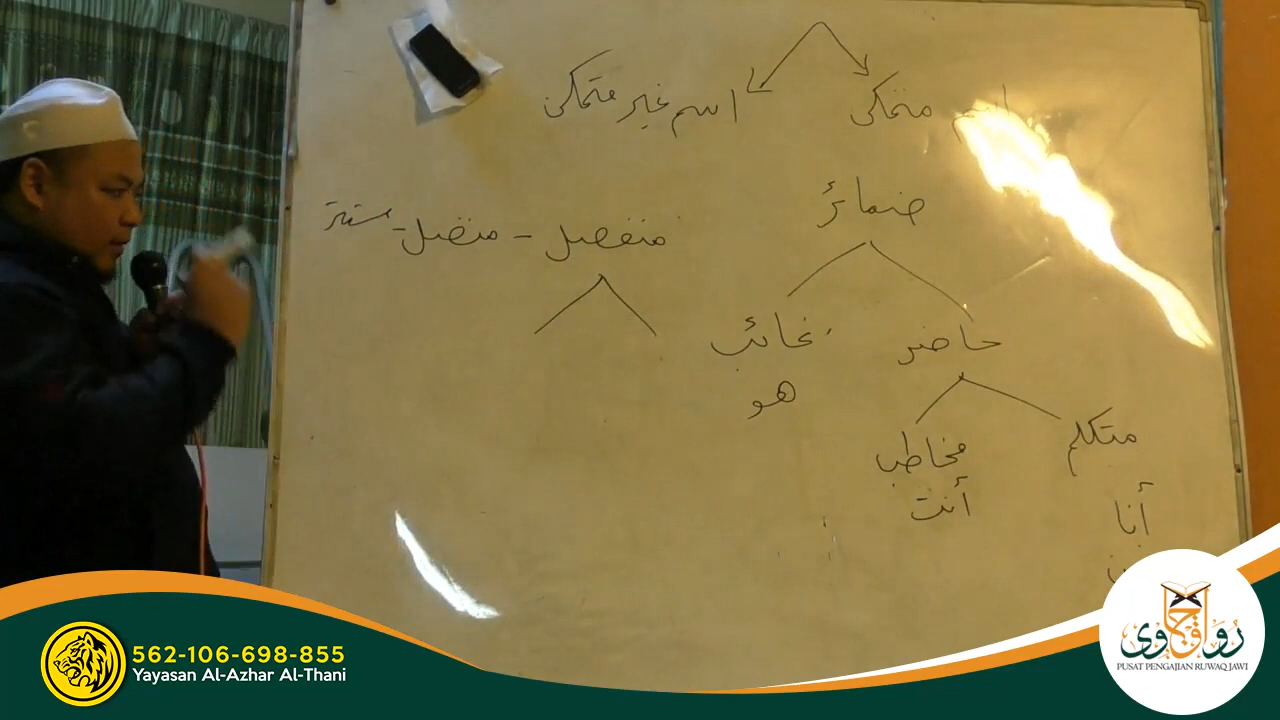 اسم متمكن
اسم غير متمكن
ضمائر
منفصل - متصل - مستتر
حاضر
غائب
هو
متكلم
مخاطب
أنا
أنت
562-106-698-855
Yayasan Al-Azhar Al-Thani
رواق جاوي
PUSAT PENGAJIAN RUWAQ JAWI